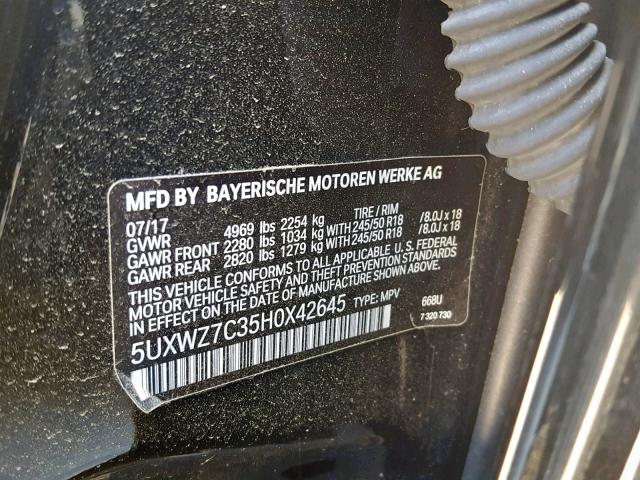 MFD BY BAYERISCHE MOTOREN WERKE AG
07/17 TIRE / RIM
GVWR 4969 lbs 2254 kg
GAWR FRONT 2280 lbs 1034 kg WITH 245/50 R18 / 8.0J x 18
GAWR REAR 2820 lbs 1279 kg WITH 245/50 R18 / 8.0J x 18
THIS VEHICLE CONFORMS TO ALL APPLICABLE U.S. FEDERAL
MOTOR VEHICLE SAFETY AND THEFT PREVENTION STANDARDS
IN EFFECT ON THE DATE OF MANUFACTURE SHOWN ABOVE.
5UXWZ7C35H0X42645 TYPE: MPV 668U
7 320 730